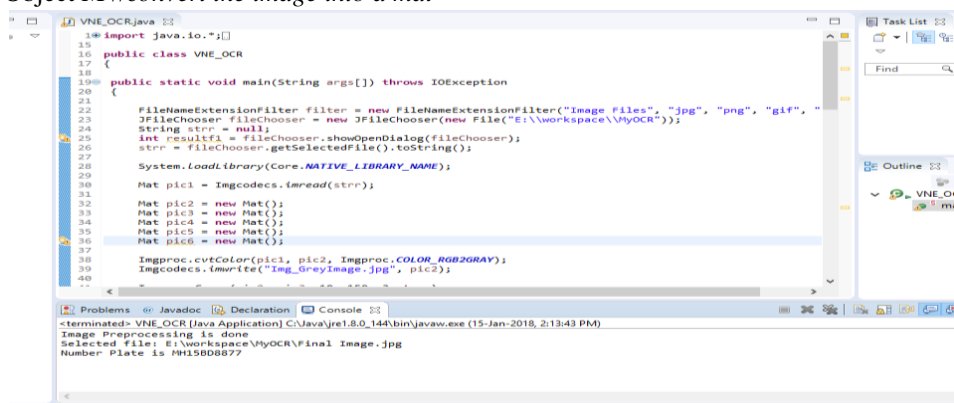 VNE_OCR.java
Task List
1 import java.io.*;
15
16 public class VNE_OCR
17 {
18
19 public static void main(String args[]) throws IOException
20 {
21
22 FileNameExtensionFilter filter = new FileNameExtensionFilter("Image Files", "jpg", "png", "gif", "
Find
23 JFileChooser fileChooser = new JFileChooser(new File("E:\\workspace\\MyOCR"));
24 String strr = null;
25 int resultf1 = fileChooser.showOpenDialog(fileChooser);
26 strr = fileChooser.getSelectedFile().toString();
27
28 System.loadLibrary(Core.NATIVE_LIBRARY_NAME);
Outline
29
30 Mat pic1 = Imgcodecs.imread(strr);
31
32 Mat pic2 = new Mat();
VNE_OC
33 Mat pic3 = new Mat();
ma
34 Mat pic4 = new Mat();
35 Mat pic5 = new Mat();
36 Mat pic6 = new Mat();
37
38 Imgproc.cvtColor(pic1, pic2, Imgproc.COLOR_RGB2GRAY);
39 Imgcodecs.imwrite("Img_GreyImage.jpg", pic2);
40
Problems Javadoc Declaration Console
<terminated> VNE_OCR [Java Application] C:\Java\jre1.8.0_144\bin\javaw.exe (15-Jan-2018, 2:13:43 PM)
Image Preprocessing is done
Selected file: E:\workspace\MyOCR\Final Image.jpg
Number Plate is MH15BD8877